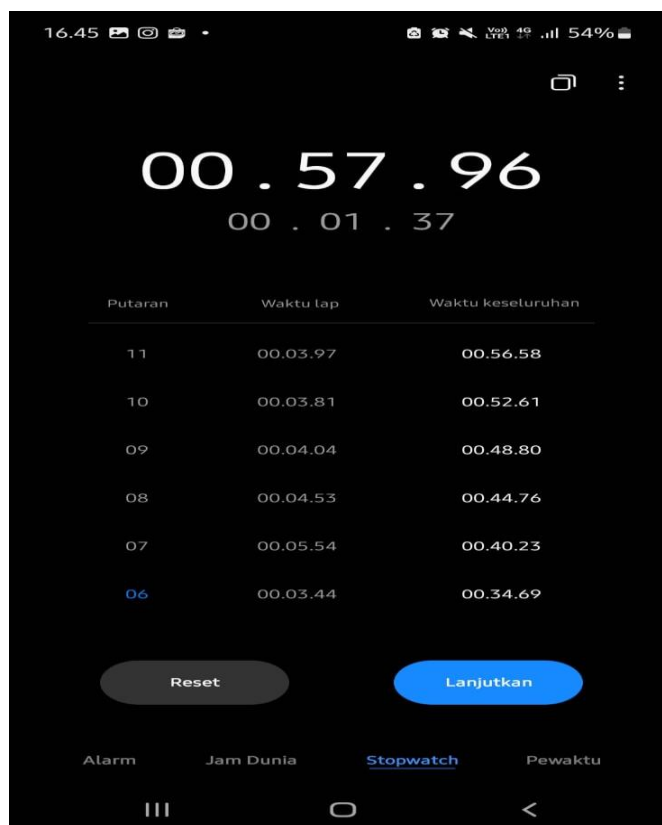 16.45 Voo) LTE1 4G 54%
00 . 57 . 96
00 . 01 . 37
Putaran Waktu lap Waktu keseluruhan
11 00.03.97 00.56.58
10 00.03.81 00.52.61
09 00.04.04 00.48.80
08 00.04.53 00.44.76
07 00.05.54 00.40.23
06 00.03.44 00.34.69
Reset Lanjutkan
Alarm Jam Dunia Stopwatch Pewaktu